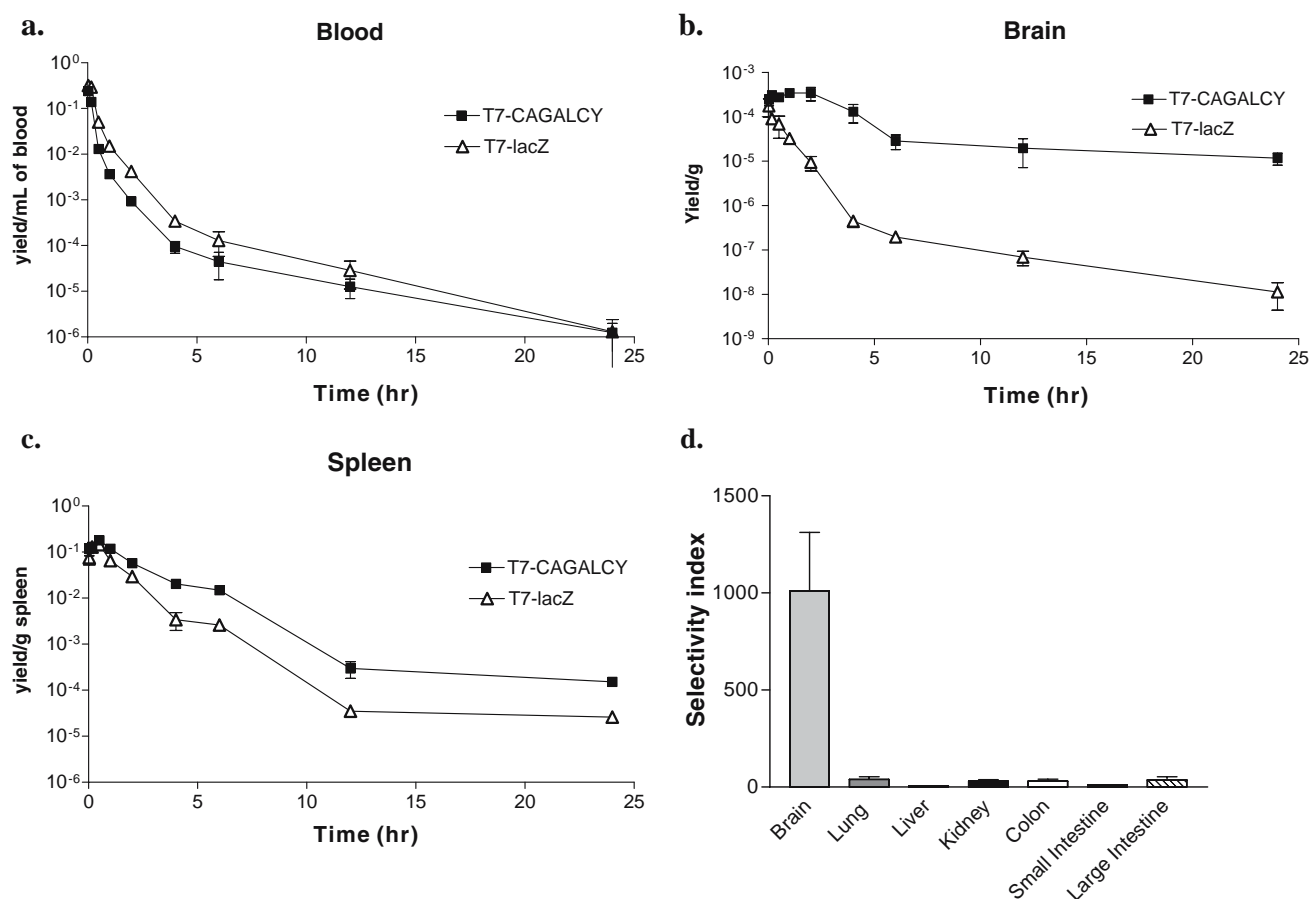 a.
Blood
yield/mL of blood
10^0
10^-1
10^-2
10^-3
10^-4
10^-5
10^-6
T7-CAGALCY
T7-lacZ
0
5
10
15
20
25
Time (hr)
b.
Brain
Yield/g
10^-3
10^-4
10^-5
10^-6
10^-7
10^-8
10^-9
T7-CAGALCY
T7-lacZ
0
5
10
15
20
25
Time (hr)
c.
Spleen
yield/g spleen
10^0
10^-1
10^-2
10^-3
10^-4
10^-5
10^-6
T7-CAGALCY
T7-lacZ
0
5
10
15
20
25
Time (hr)
d.
Selectivity index
1500
1000
500
0
Brain
Lung
Liver
Kidney
Colon
Small Intestine
Large Intestine